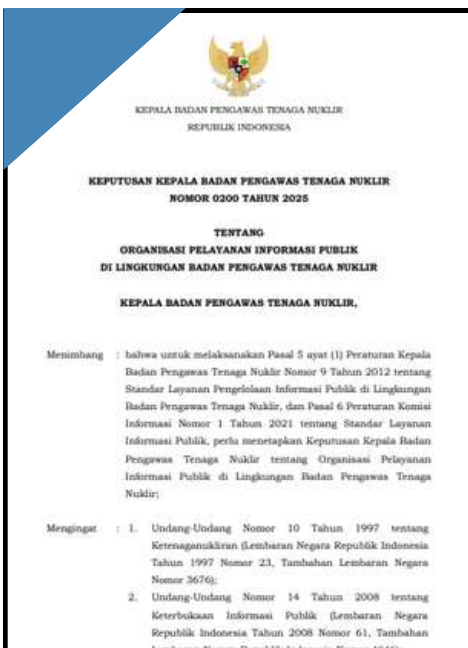 KEPALA BADAN PENGAWAS TENAGA NUKLIR
REPUBLIK INDONESIA
KEPUTUSAN KEPALA BADAN PENGAWAS TENAGA NUKLIR
NOMOR 0200 TAHUN 2025
TENTANG
ORGANISASI PELAYANAN INFORMASI PUBLIK
DI LINGKUNGAN BADAN PENGAWAS TENAGA NUKLIR
KEPALA BADAN PENGAWAS TENAGA NUKLIR,
Menimbang : bahwa untuk melaksanakan Pasal 5 ayat (1) Peraturan Kepala
Badan Pengawas Tenaga Nuklir Nomor 9 Tahun 2012 tentang
Standar Layanan Pengelolaan Informasi Publik di Lingkungan
Badan Pengawas Tenaga Nuklir, dan Pasal 6 Peraturan Komisi
Informasi Nomor 1 Tahun 2021 tentang Standar Layanan
Informasi Publik, perlu menetapkan Keputusan Kepala Badan
Pengawas Tenaga Nuklir tentang Organisasi Pelayanan
Informasi Publik di Lingkungan Badan Pengawas Tenaga
Nuklir;
Mengingat : 1. Undang-Undang Nomor 10 Tahun 1997 tentang
Ketenaganukliran (Lembaran Negara Republik Indonesia
Tahun 1997 Nomor 23, Tambahan Lembaran Negara
Nomor 3676);
2. Undang-Undang Nomor 14 Tahun 2008 tentang
Keterbukaan Informasi Publik (Lembaran Negara
Republik Indonesia Tahun 2008 Nomor 61, Tambahan